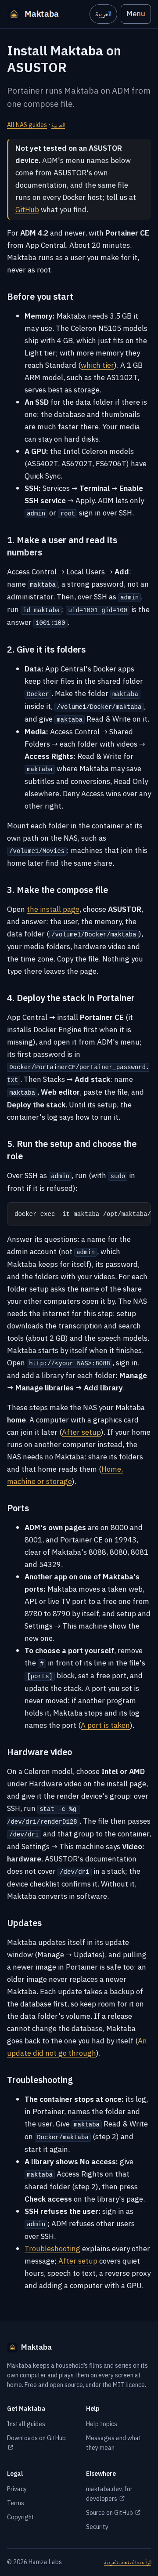 Maktaba
العربية
Menu
Install Maktaba on
ASUSTOR
Portainer runs Maktaba on ADM from
one compose file.
All NAS guides · العربية
Not yet tested on an ASUSTOR
device. ADM's menu names below
come from ASUSTOR's own
documentation, and the same file
runs on every Docker host; tell us at
GitHub what you find.
For ADM 4.2 and newer, with Portainer CE
from App Central. About 20 minutes.
Maktaba runs as a user you make for it,
never as root.
Before you start
• Memory: Maktaba needs 3.5 GB it
may use. The Celeron N5105 models
ship with 4 GB, which just fits once
Light tier; with more memory they
reach Standard (which tier). A 1 GB
ARM model, such as the AS1102T,
serves best as storage.
• An SSD for the data folder if there is
one: the database and thumbnails
are much faster there. Your media
can stay on hard disks.
• A GPU: the Intel Celeron models
(AS5402T, AS6702T, FS6706T) have
Quick Sync.
• SSH: Services → Terminal → Enable
SSH service → Apply. ADM lets only
admin or root sign in over SSH.
1. Make a user and read its
numbers
Access Control → Local Users → Add:
name maktaba, a strong password, not an
administrator. Then, over SSH as admin,
run id maktaba: uid=1001 gid=100 is the
answer 1001:100.
2. Give it its folders
• Data: App Central's Docker apps
keep their files in the shared folder
Docker. Make the folder maktaba
inside it, /volume1/Docker/maktaba,
and give maktaba Read & Write on it.
• Media: Access Control → Shared
Folders → each folder with videos →
Access Rights: Read & Write for
maktaba where Maktaba may save
subtitles and conversions, Read Only
elsewhere. Deny Access wins over any
other right.
Mount each folder in the container at its
own path on the NAS, such as
/volume1/Movies: machines that join this
one later find the same share.
3. Make the compose file
Open the install page, choose ASUSTOR,
and answer: the user, the memory, the
data folder (/volume1/Docker/maktaba),
your media folders, hardware video and
your time zone. Copy the file. Nothing you
type leaves the page.
4. Deploy the stack in Portainer
App Central → install Portainer CE (it
installs Docker Engine first when it is
missing), and open it from ADM's menu;
its first password is in
Docker/PortainerCE/portainer_password.
txt. Then Stacks → Add stack: name
maktaba, Web editor, paste the file, and
Deploy the stack. Until its setup, the
container's log says how to run it.
5. Run the setup and choose the
role
Over SSH as admin, run (with sudo in
front if it is refused):
docker exec -it maktaba /opt/maktaba/
Answer its questions: a name for the
admin account (not admin, which
Maktaba keeps for itself), its password,
and what each folder of videos is. Your
admin signs in on the setup code page
other computers open it by. The NAS
needs no internet for this: setup says so.
downloads the transcription and search
tools (about 2 GB) and the search models.
Maktaba starts by itself when it finishes.
Open http://<your NAS>:8088, sign in,
and add a library for each folder: Manage
→ Manage libraries → Add library.
These steps make the NAS your Maktaba
home. A computer with a gaming card
can join it later (After setup). If your home
runs on another computer instead, the
NAS needs no Maktaba: share its folders
and that home reads them (Home,
machine or storage).
Ports
• ADM's own pages are on 8000 and
8001, and Portainer CE on 19943,
clear of Maktaba's 8088, 8080, 8081
and 54329.
• Another app on one of Maktaba's
ports: Maktaba moves a taken web,
API or live TV port to a free one from
8780 to 8790 by itself, and setup and
Settings → This machine show the
new one.
• To choose a port yourself, remove
the # in front of its line in the file's
[ports] block, set a free port, and
update the stack. A port you set is
never moved: if another program
holds it, Maktaba stops and its log
names the port (A port is taken).
Hardware video
On a Celeron model, choose Intel or AMD
under Hardware video on the install page,
and give it the render device's group: over
SSH, run stat -c %g
/dev/dri/renderD128. The file then passes
/dev/dri and that group to the container,
and Settings → This machine says Video:
hardware. ASUSTOR's documentation
does not cover /dev/dri in a stack; the
device checklist will confirm it. Without it,
Maktaba converts in software.
Updates
Maktaba updates itself in its update
window (Manage → Updates), and pulling
a newer image in Portainer is safe too: an
older image never replaces a newer
Maktaba. Each update takes a backup of
the database first, so keep room for it on
the data folder's volume. If a release
cannot change the database, Maktaba
goes back to the one you had by itself (An
update did not go through).
Troubleshooting
• The container stops at once: its log,
in Portainer, names the folder and
the user. Give maktaba Read & Write
on Docker/maktaba (step 2) and
start it again.
• A library shows No access: give
maktaba Access Rights on that
shared folder (step 2), then press
Check access on the library's page.
• SSH refuses the user: sign in as
admin; ADM refuses other users
over SSH.
• Troubleshooting explains every other
message; After setup covers quiet
hours, speech to text, a reverse proxy
and adding a computer with a GPU.
Maktaba
Maktaba keeps a household's films and series on its
own computer and plays them on every screen at
home. Free and open source, under the MIT licence.
Get Maktaba
Help
Install guides
Help topics
Downloads on GitHub
Messages and what
they mean
Legal
Elsewhere
Privacy
maktaba.dev, for
developers
Terms
Source on GitHub
Copyright
Security
© 2026 Hamza Labs
اقرأ هذه الصفحة بالعربية